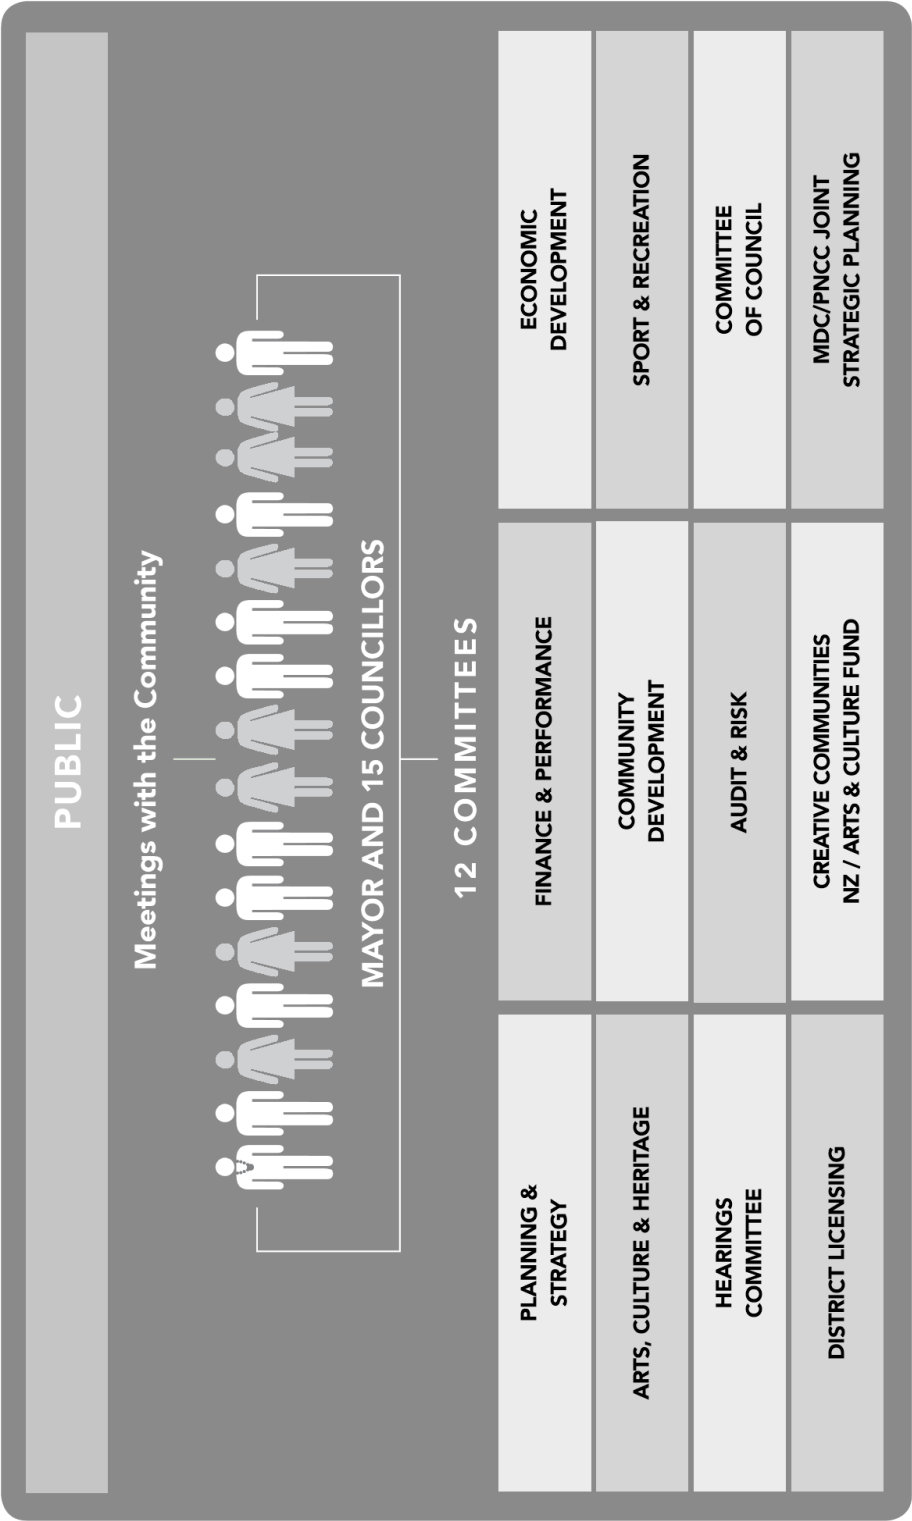 PUBLIC
Meetings with the Community
MAYOR AND 15 COUNCILLORS
12 COMMITTEES
PLANNING &
STRATEGY
FINANCE & PERFORMANCE
ECONOMIC
DEVELOPMENT
ARTS, CULTURE & HERITAGE
COMMUNITY
DEVELOPMENT
SPORT & RECREATION
HEARINGS
COMMITTEE
AUDIT & RISK
COMMITTEE
OF COUNCIL
DISTRICT LICENSING
CREATIVE COMMUNITIES
NZ / ARTS & CULTURE FUND
MDC/PNCC JOINT
STRATEGIC PLANNING